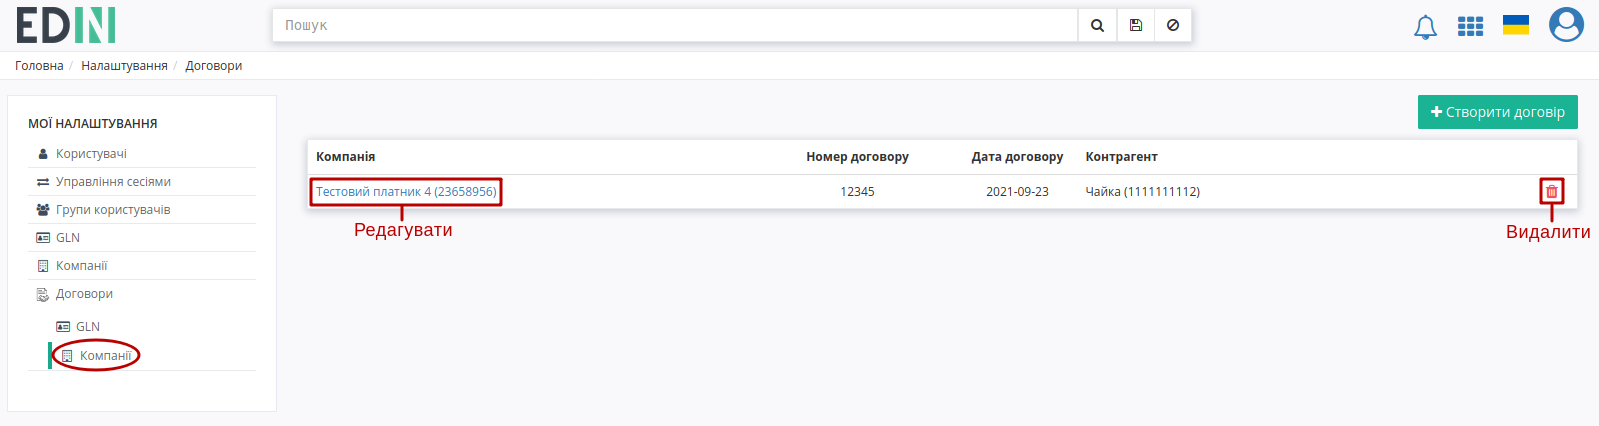 EDIN
Пошук
Головна / Налаштування / Договори
МОЇ НАЛАШТУВАННЯ
Користувачі
Управління сесіями
Групи користувачів
GLN
Компанії
Договори
GLN
Компанії
Створити договір
Компанія Номер договору Дата договору Контрагент
Тестовий платник 4 (23658956) 12345 2021-09-23 Чайка (1111111112)
Редагувати Видалити